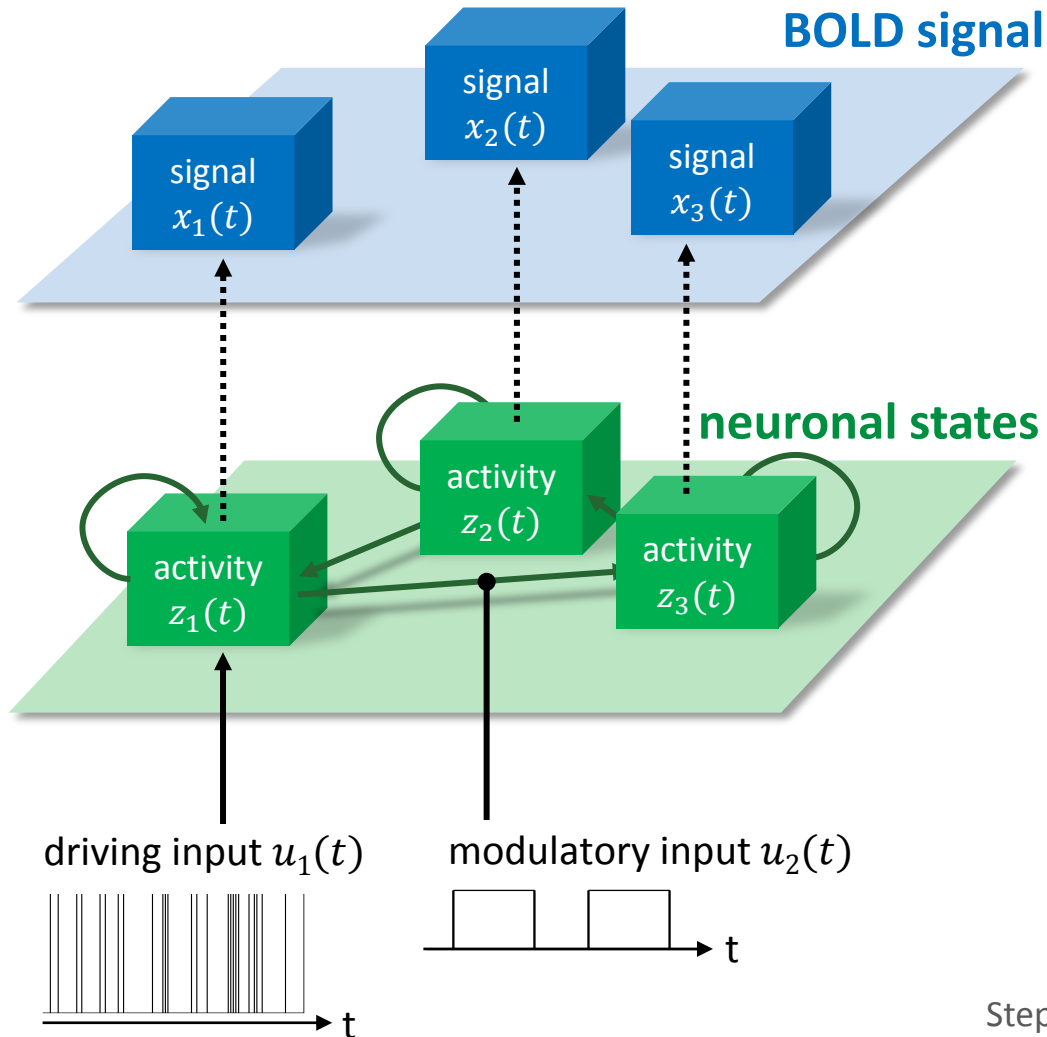 BOLD signal
signal
x₂(t)
signal
x₁(t)
signal
x₃(t)
neuronal states
activity
z₂(t)
activity
z₁(t)
activity
z₃(t)
driving input u₁(t)
modulatory input u₂(t)
t
t
Step